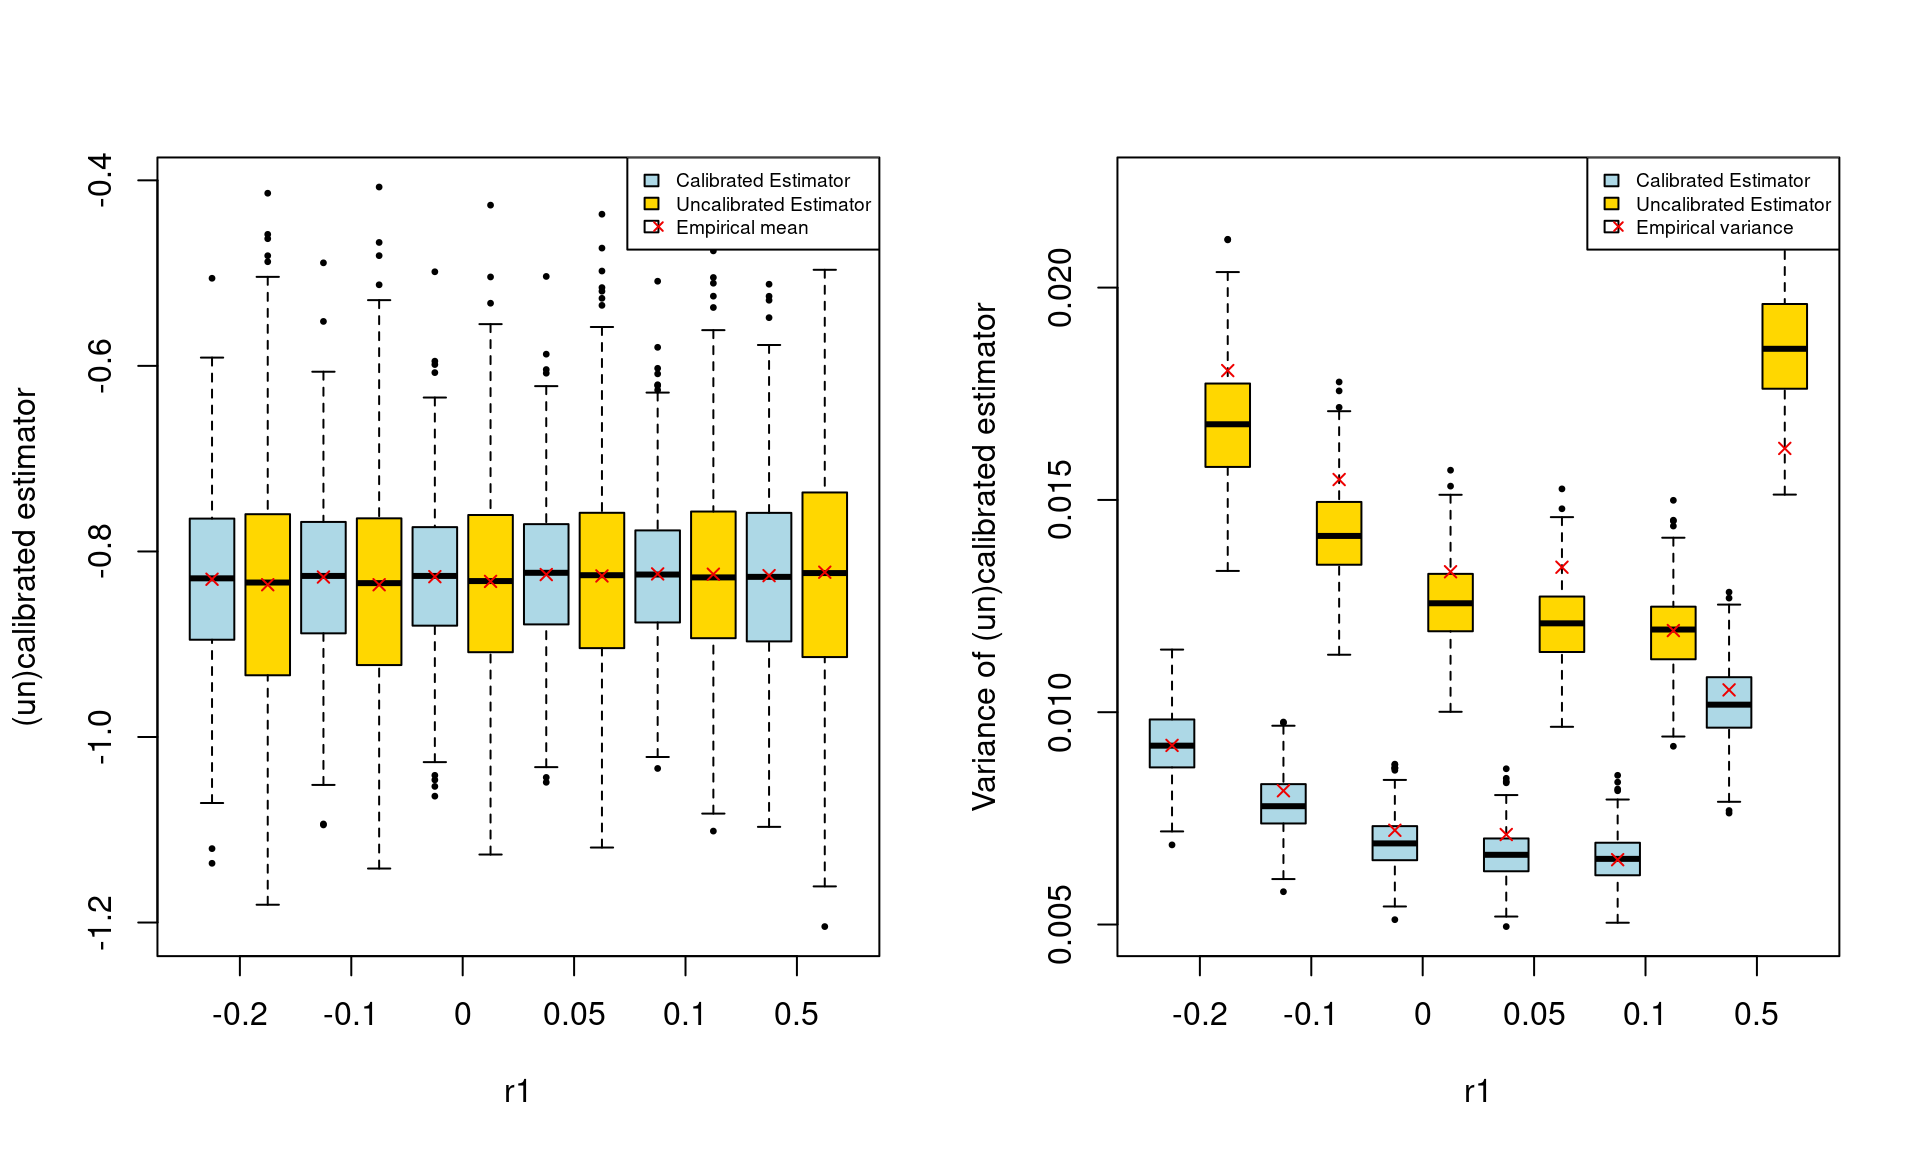 (un)calibrated estimator
-0.4
-0.6
-0.8
-1.0
-1.2
Calibrated Estimator
Uncalibrated Estimator
Empirical mean
-0.2 -0.1 0 0.05 0.1 0.5
r1
Variance of (un)calibrated estimator
0.020
0.015
0.010
0.005
Calibrated Estimator
Uncalibrated Estimator
Empirical variance
-0.2 -0.1 0 0.05 0.1 0.5
r1